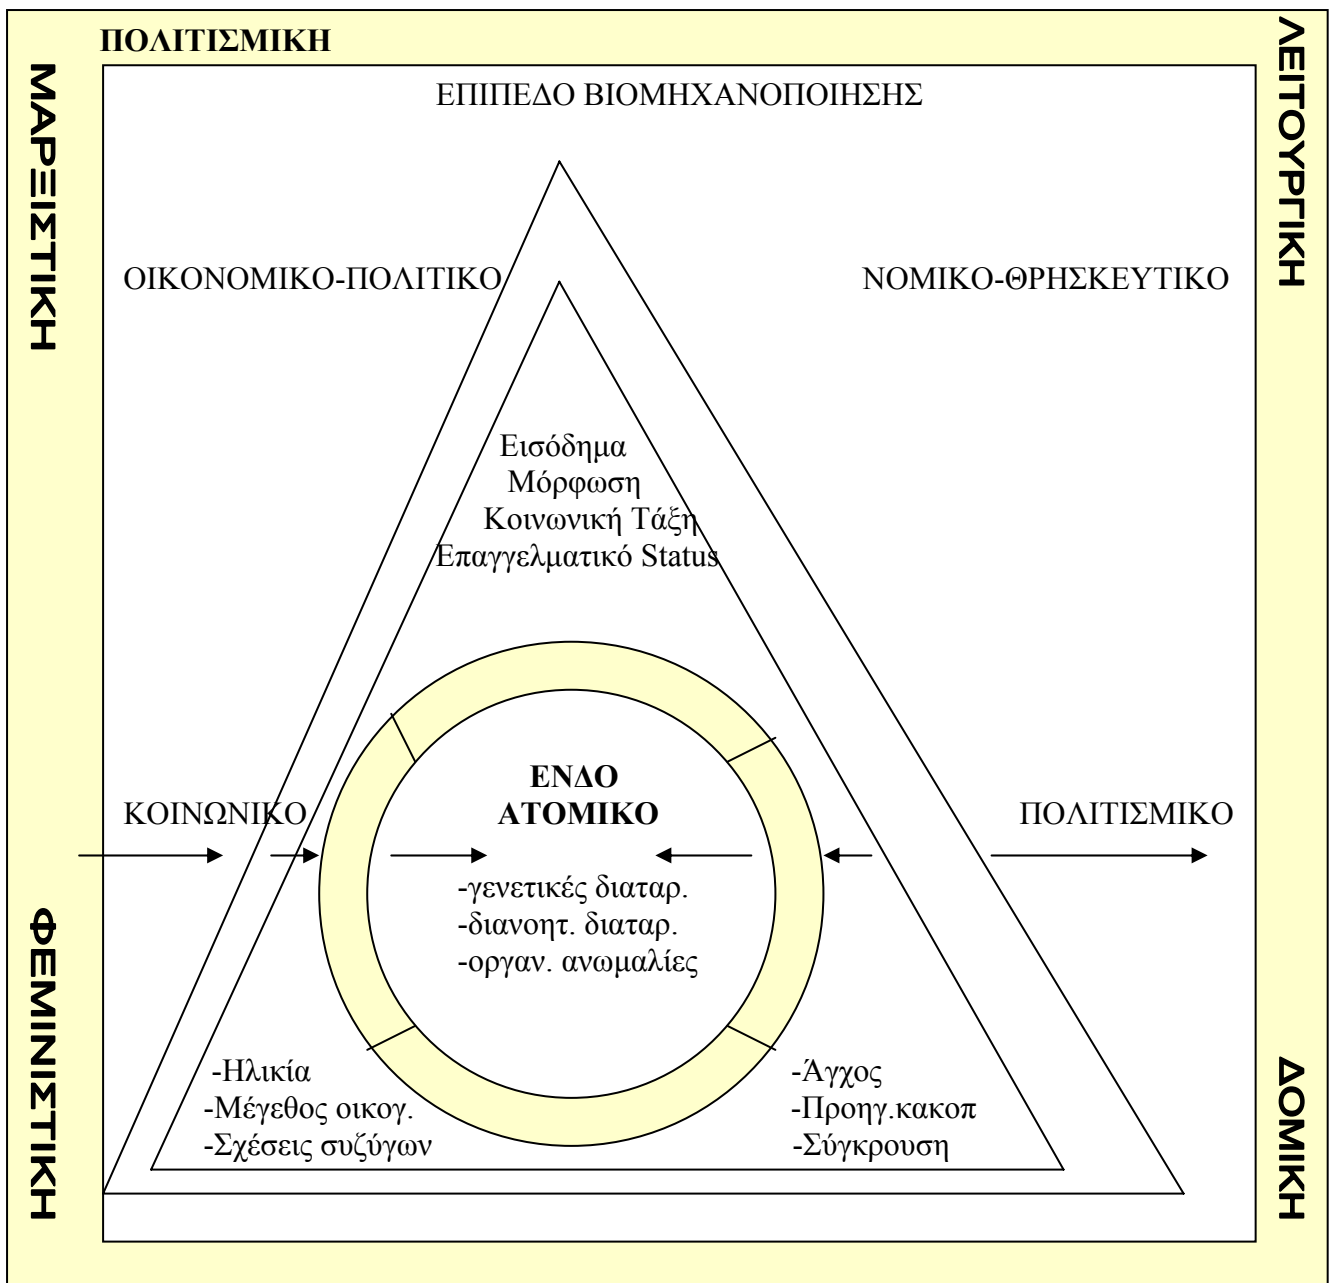 ΠΟΛΙΤΙΣΜΙΚΗ
ΜΑΡΞΙΣΤΙΚΗ
ΛΕΙΤΟΥΡΓΙΚΗ
ΕΠΙΠΕΔΟ ΒΙΟΜΗΧΑΝΟΠΟΙΗΣΗΣ
ΟΙΚΟΝΟΜΙΚΟ-ΠΟΛΙΤΙΚΟ
ΝΟΜΙΚΟ-ΘΡΗΣΚΕΥΤΙΚΟ
Εισόδημα
Μόρφωση
Κοινωνική Τάξη
Επαγγελματικό Status
ΕΝΔΟ
ΑΤΟΜΙΚΟ
ΚΟΙΝΩΝΙΚΟ
ΠΟΛΙΤΙΣΜΙΚΟ
-γενετικές διαταρ.
-διανοητ. διαταρ.
-οργαν. ανωμαλίες
ΦΕΜΙΝΙΣΤΙΚΗ
ΔΟΜΙΚΗ
-Ηλικία
-Μέγεθος οικογ.
-Σχέσεις συζύγων
-Άγχος
-Προηγ.κακοπ
-Σύγκρουση